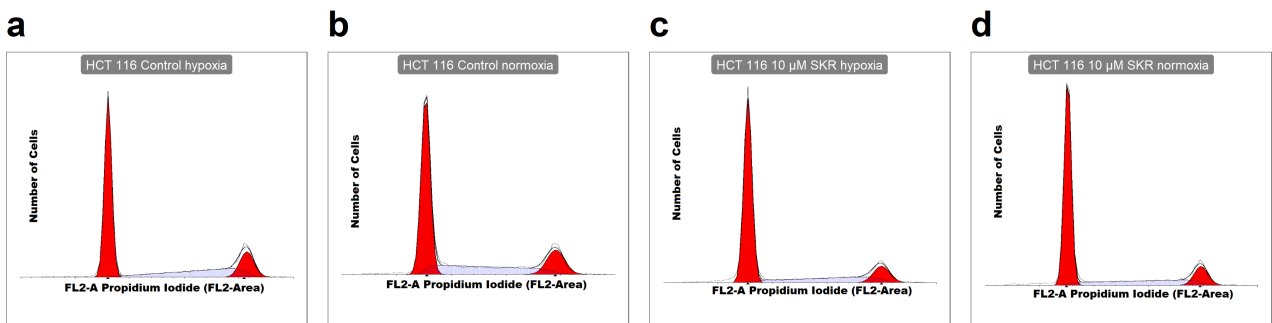 a
HCT 116 Control hypoxia
Number of Cells
FL2-A Propidium Iodide (FL2-Area)
b
HCT 116 Control normoxia
Number of Cells
FL2-A Propidium Iodide (FL2-Area)
c
HCT 116 10 µM SKR hypoxia
Number of Cells
FL2-A Propidium Iodide (FL2-Area)
d
HCT 116 10 µM SKR normoxia
Number of Cells
FL2-A Propidium Iodide (FL2-Area)